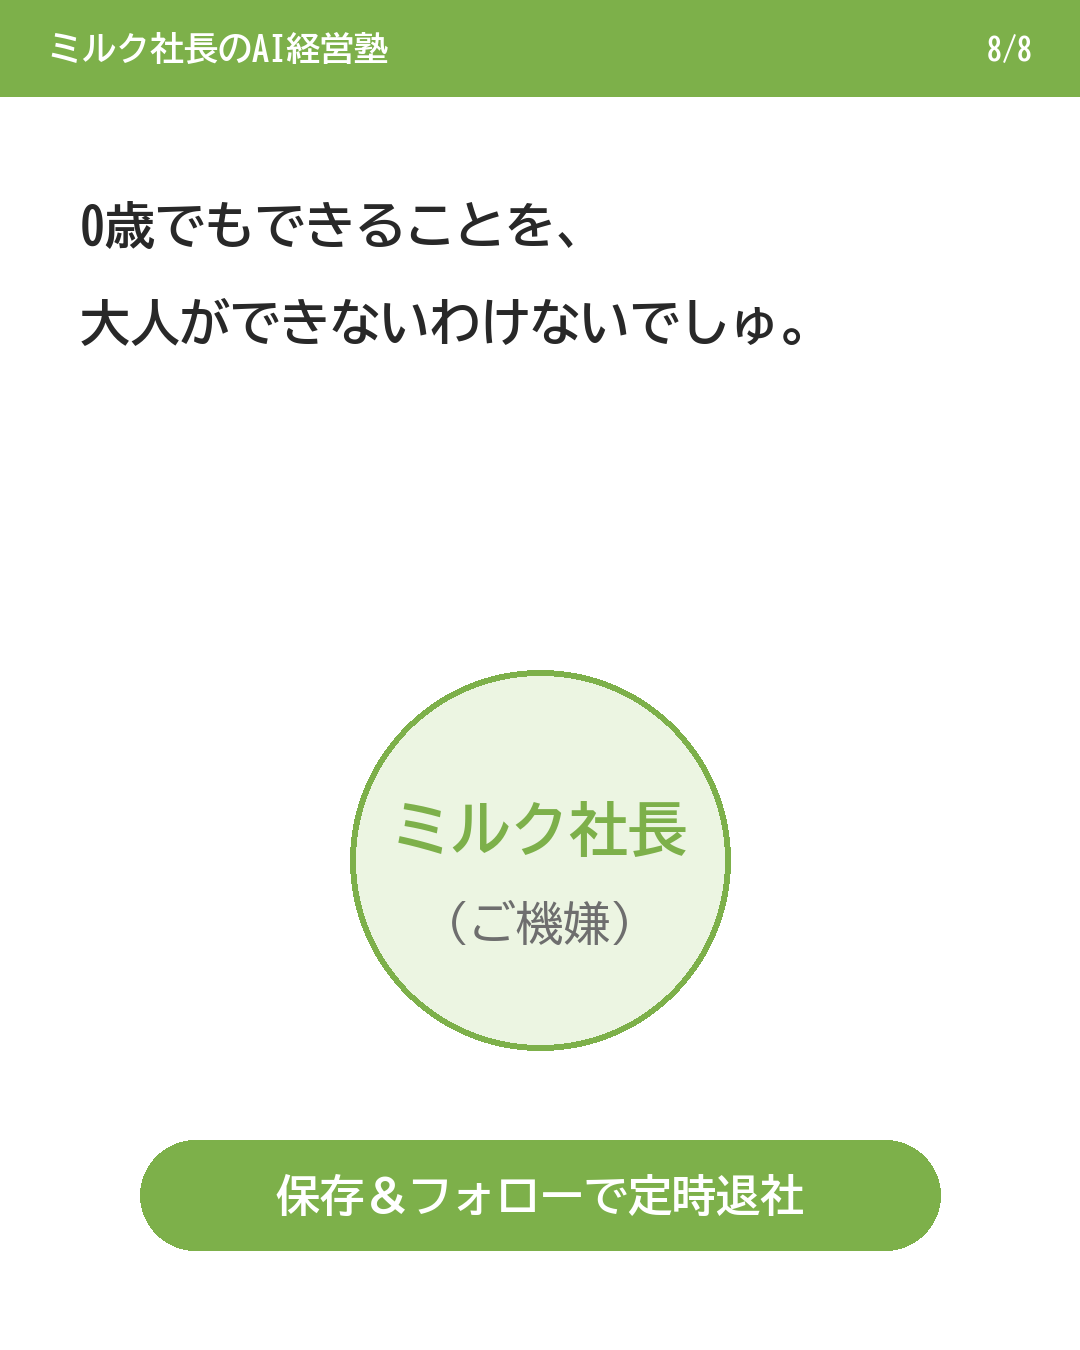 ミルク社長のAI経営塾
8/8
0歳でもできることを、
大人ができないわけないでしゅ。
ミルク社長
（ご機嫌）
保存＆フォローで定時退社